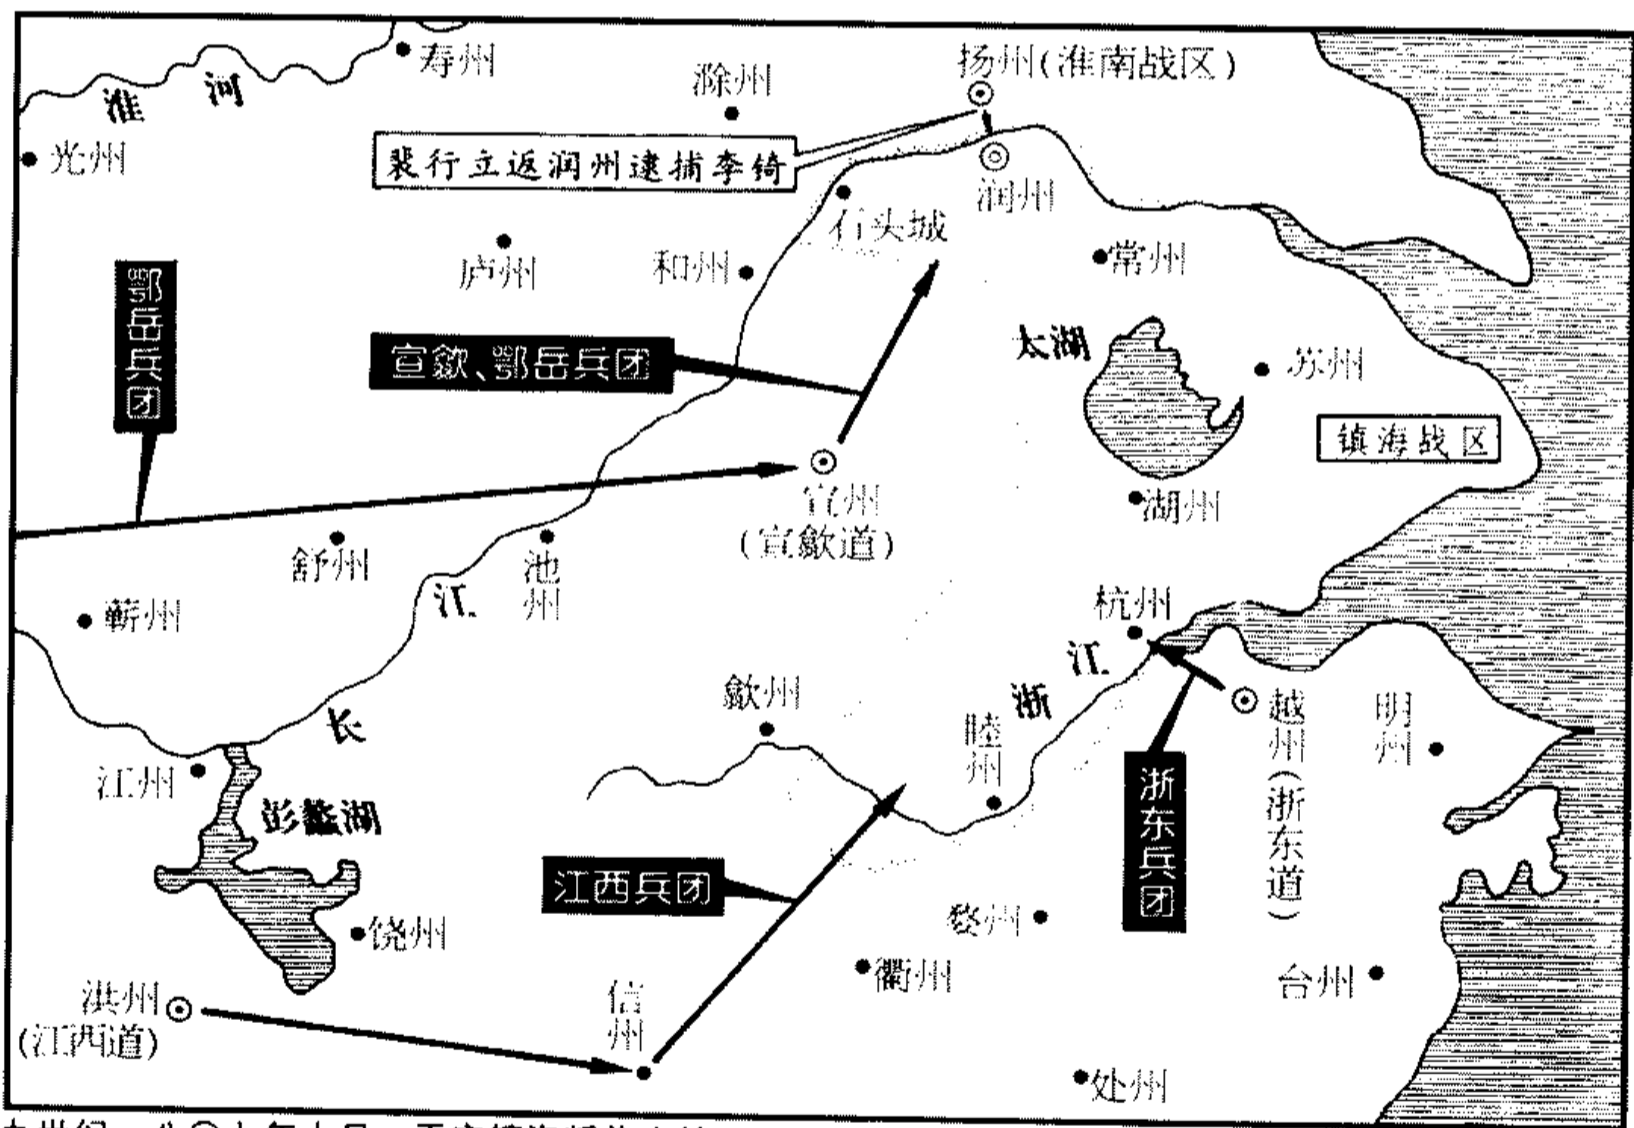 淮河
寿州
滁州
扬州(淮南战区)
光州
裴行立返润州逮捕李锜
润州
石头城
庐州
和州
常州
鄂岳兵团
宣歙、鄂岳兵团
太湖
苏州
镇海战区
宣州
(宣歙道)
湖州
舒州
池州
蕲州
长江
杭州
浙江
歙州
睦州
越州(浙东道)
明州
江州
彭蠡湖
浙东兵团
江西兵团
饶州
婺州
衢州
台州
洪州
(江西道)
信州
处州